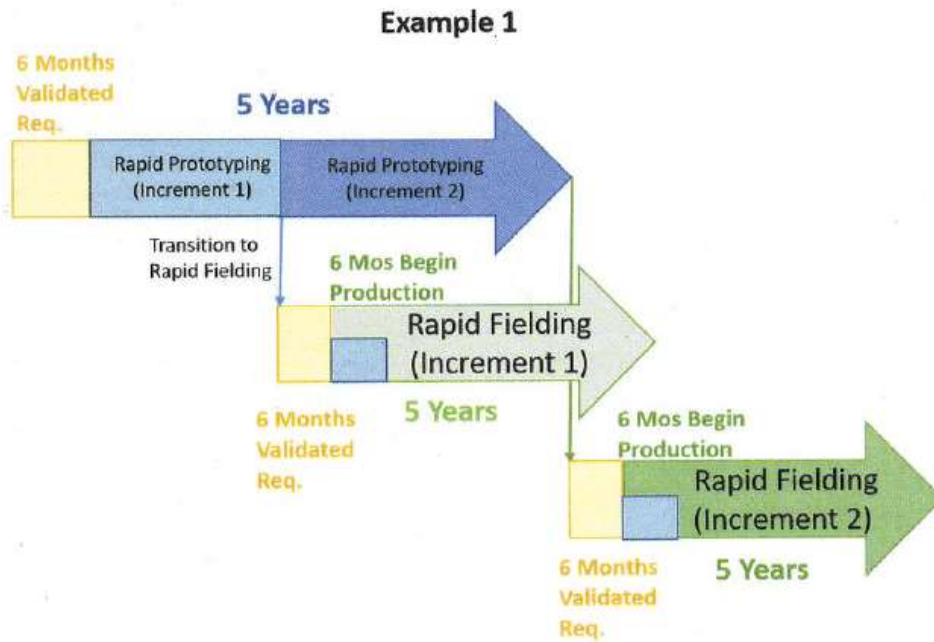 Example 1
6 Months
Validated
Req.
5 Years
Rapid Prototyping
(Increment 1)
Rapid Prototyping
(Increment 2)
Transition to
Rapid Fielding
6 Mos Begin
Production
Rapid Fielding
(Increment 1)
6 Months
Validated
Req.
5 Years
6 Mos Begin
Production
Rapid Fielding
(Increment 2)
6 Months
Validated
Req.
5 Years